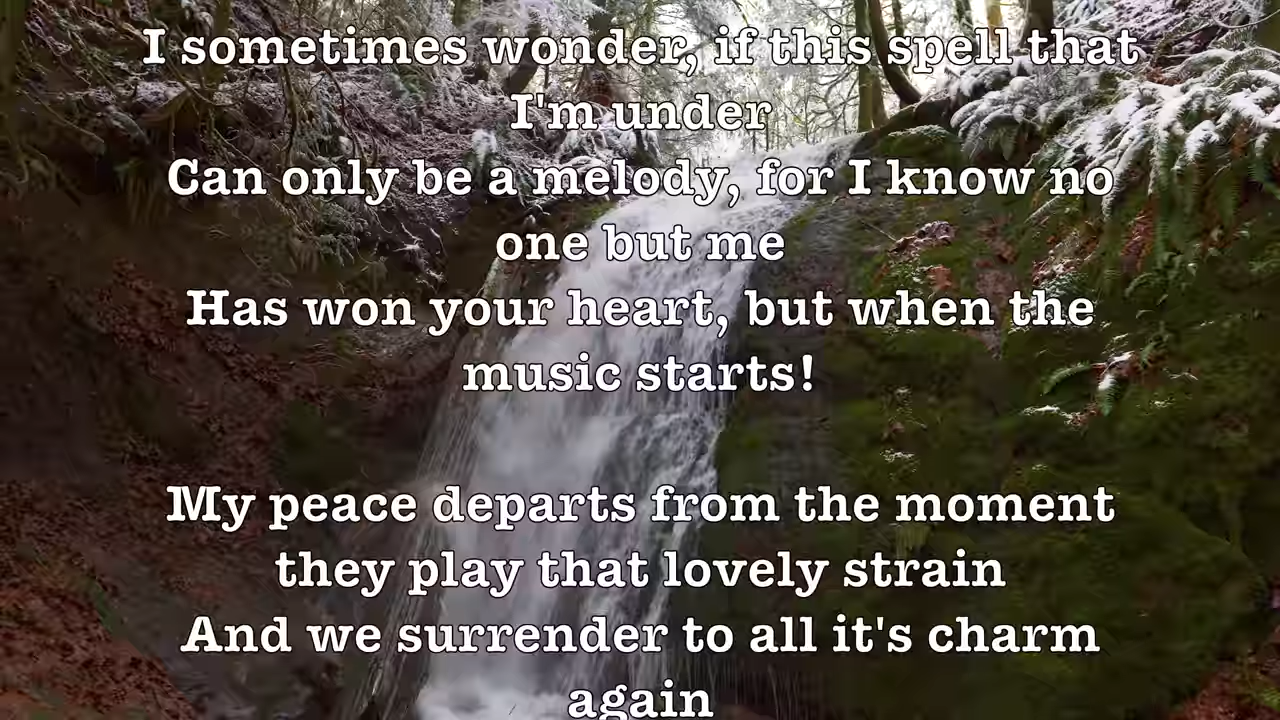 I sometimes wonder, if this spell that
I'm under
Can only be a melody, for I know no
one but me
Has won your heart, but when the
music starts!
My peace departs from the moment
they play that lovely strain
And we surrender to all it's charm
again